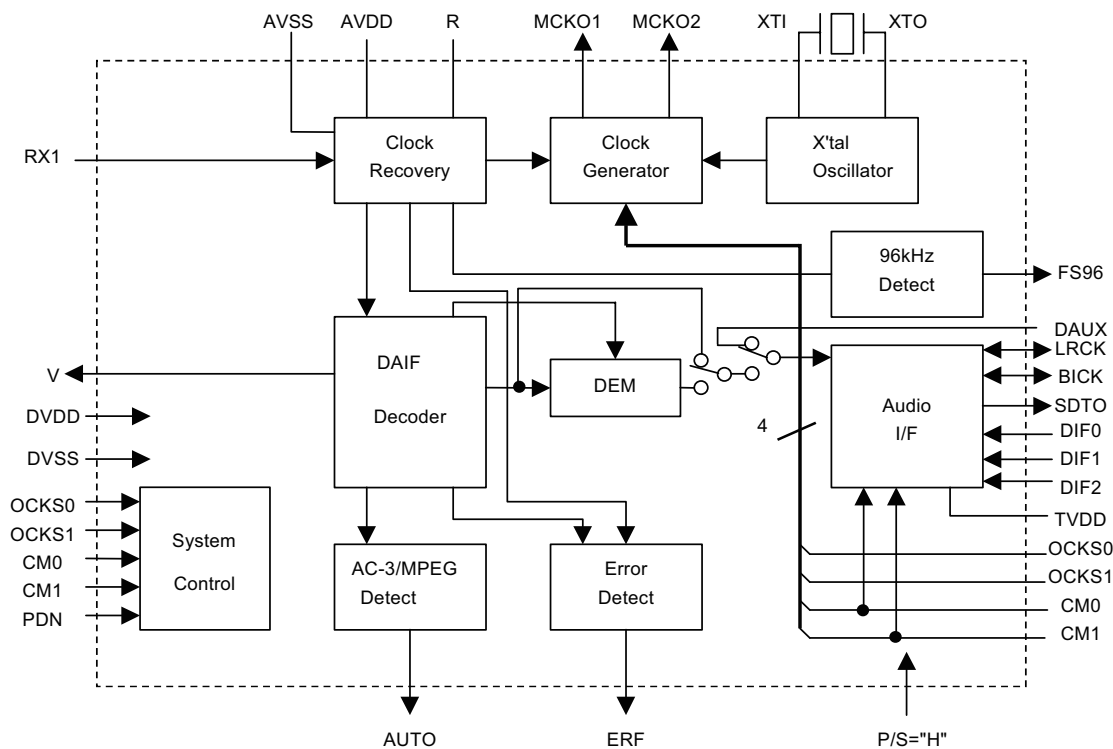 AVSS AVDD R MCKO1 MCKO2 XTI XTO
RX1
Clock
Recovery
Clock
Generator
X'tal
Oscillator
96kHz
Detect
FS96
DAIF
Decoder
DEM
Audio
I/F
DAUX
LRCK
BICK
SDTO
DIF0
DIF1
DIF2
TVDD
OCKS0
OCKS1
CM0
CM1
4
V
DVDD
DVSS
OCKS0
OCKS1
CM0
CM1
PDN
System
Control
AC-3/MPEG
Detect
Error
Detect
AUTO
ERF
P/S="H"